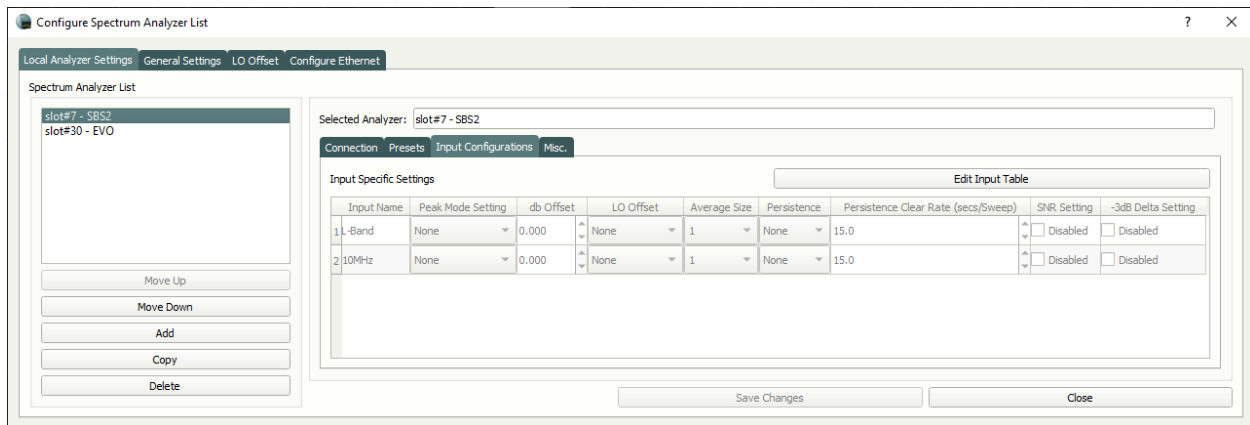 Configure Spectrum Analyzer List ? ×
Local Analyzer Settings General Settings LO Offset Configure Ethernet
Spectrum Analyzer List
slot#7 - SBS2
slot#30 - EVO
Move Up
Move Down
Add
Copy
Delete
Selected Analyzer: slot#7 - SBS2
Connection Presets Input Configurations Misc.
Input Specific Settings Edit Input Table
Input Name Peak Mode Setting db Offset LO Offset Average Size Persistence Persistence Clear Rate (secs/Sweep) SNR Setting -3dB Delta Setting
1 L-Band None 0.000 None 1 None 15.0 Disabled Disabled
2 10MHz None 0.000 None 1 None 15.0 Disabled Disabled
Save Changes Close